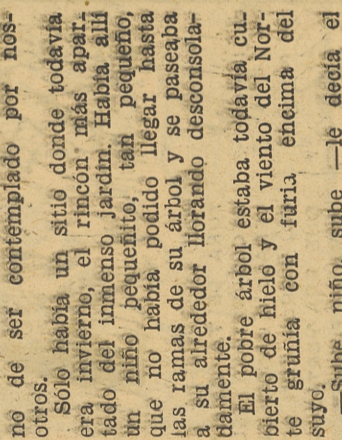 no de ser contemplado por nos-
otros.
Sólo había un sitio donde todavía
era invierno, el rincón más apar-
tado del inmenso jardín. Había allí
un niño pequeñito, tan pequeño,
que no había podido llegar hasta
las ramas de su árbol y se paseaba
a su alrededor llorando desconsola-
damente.
El pobre árbol estaba todavía cu-
bierto de hielo y el viento del Nor-
te gruñía con furia encima del
suyo.
—Sube niño, sube —le decía el